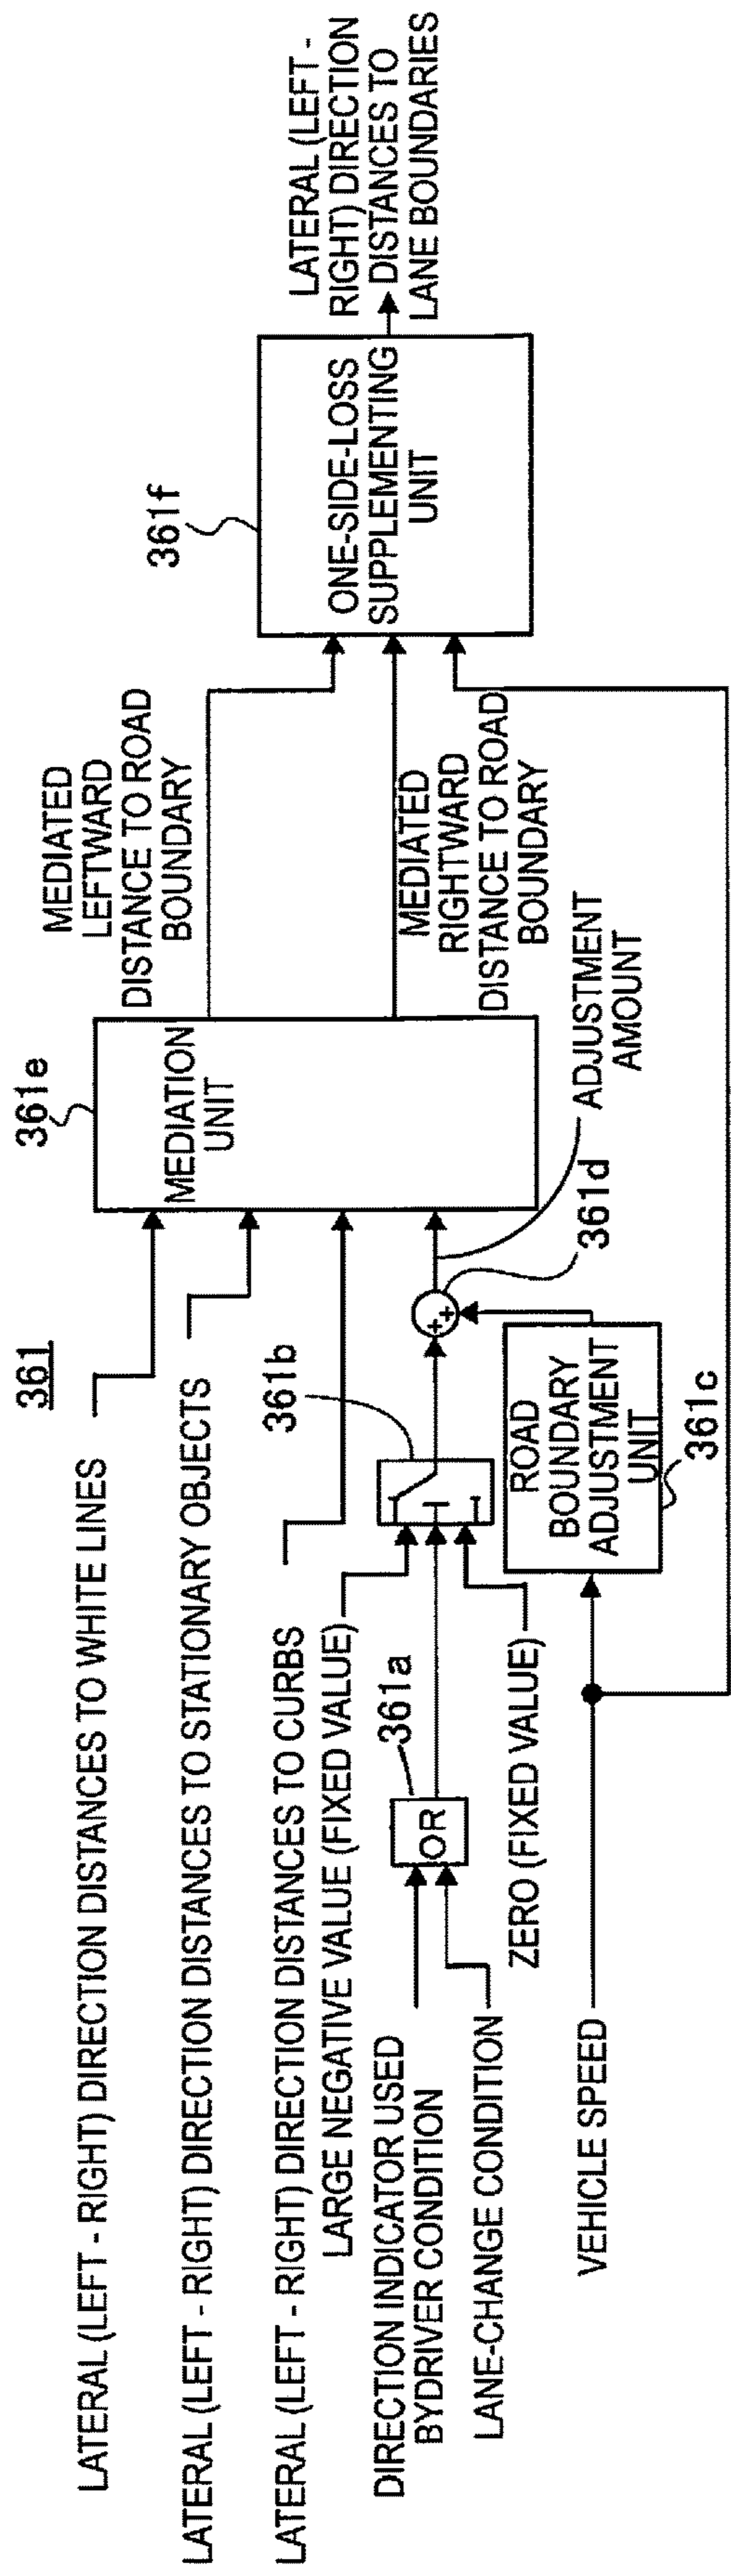 361
LATERAL (LEFT - RIGHT) DIRECTION DISTANCES TO WHITE LINES
LATERAL (LEFT - RIGHT) DIRECTION DISTANCES TO STATIONARY OBJECTS
LATERAL (LEFT - RIGHT) DIRECTION DISTANCES TO CURBS
LARGE NEGATIVE VALUE (FIXED VALUE)
DIRECTION INDICATOR USED
BYDRIVER CONDITION
LANE-CHANGE CONDITION
361a
OR
ZERO (FIXED VALUE)
VEHICLE SPEED
361b
ROAD
BOUNDARY
ADJUSTMENT
UNIT
361c
+
+
361d
ADJUSTMENT
AMOUNT
361e
MEDIATION
UNIT
MEDIATED
LEFTWARD
DISTANCE TO ROAD
BOUNDARY
MEDIATED
RIGHTWARD
DISTANCE TO ROAD
BOUNDARY
361f
ONE-SIDE-LOSS
SUPPLEMENTING
UNIT
LATERAL (LEFT -
RIGHT) DIRECTION
DISTANCES TO
LANE BOUNDARIES